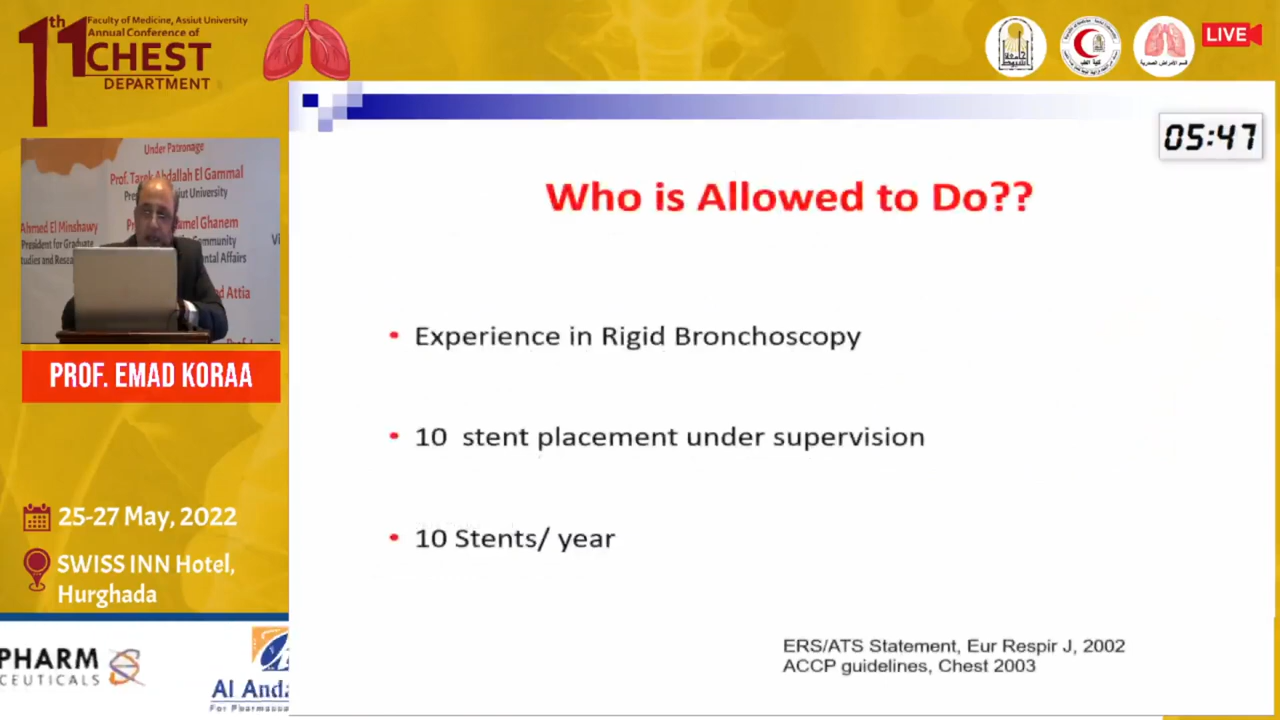 11th
Faculty of Medicine, Assiut University
Annual Conference of
CHEST
DEPARTMENT
LIVE
05:47
Under Patronage
Prof. Tarek Abdallah El Gammal
Ahmed El Minshawy
President for Graduate
PROF. EMAD KORAA
25-27 May, 2022
SWISS INN Hotel,
Hurghada
PHARM
CEUTICALS
Al Anda
Who is Allowed to Do??
• Experience in Rigid Bronchoscopy
• 10 stent placement under supervision
• 10 Stents/ year
ERS/ATS Statement, Eur Respir J, 2002
ACCP guidelines, Chest 2003